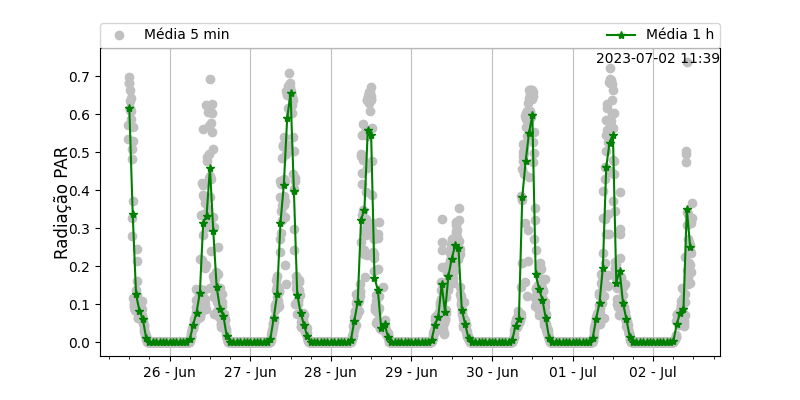 Média 5 min
Média 1 h
2023-07-02 11:39
Radiação PAR
0.7
0.6
0.5
0.4
0.3
0.2
0.1
0.0
26 - Jun
27 - Jun
28 - Jun
29 - Jun
30 - Jun
01 - Jul
02 - Jul